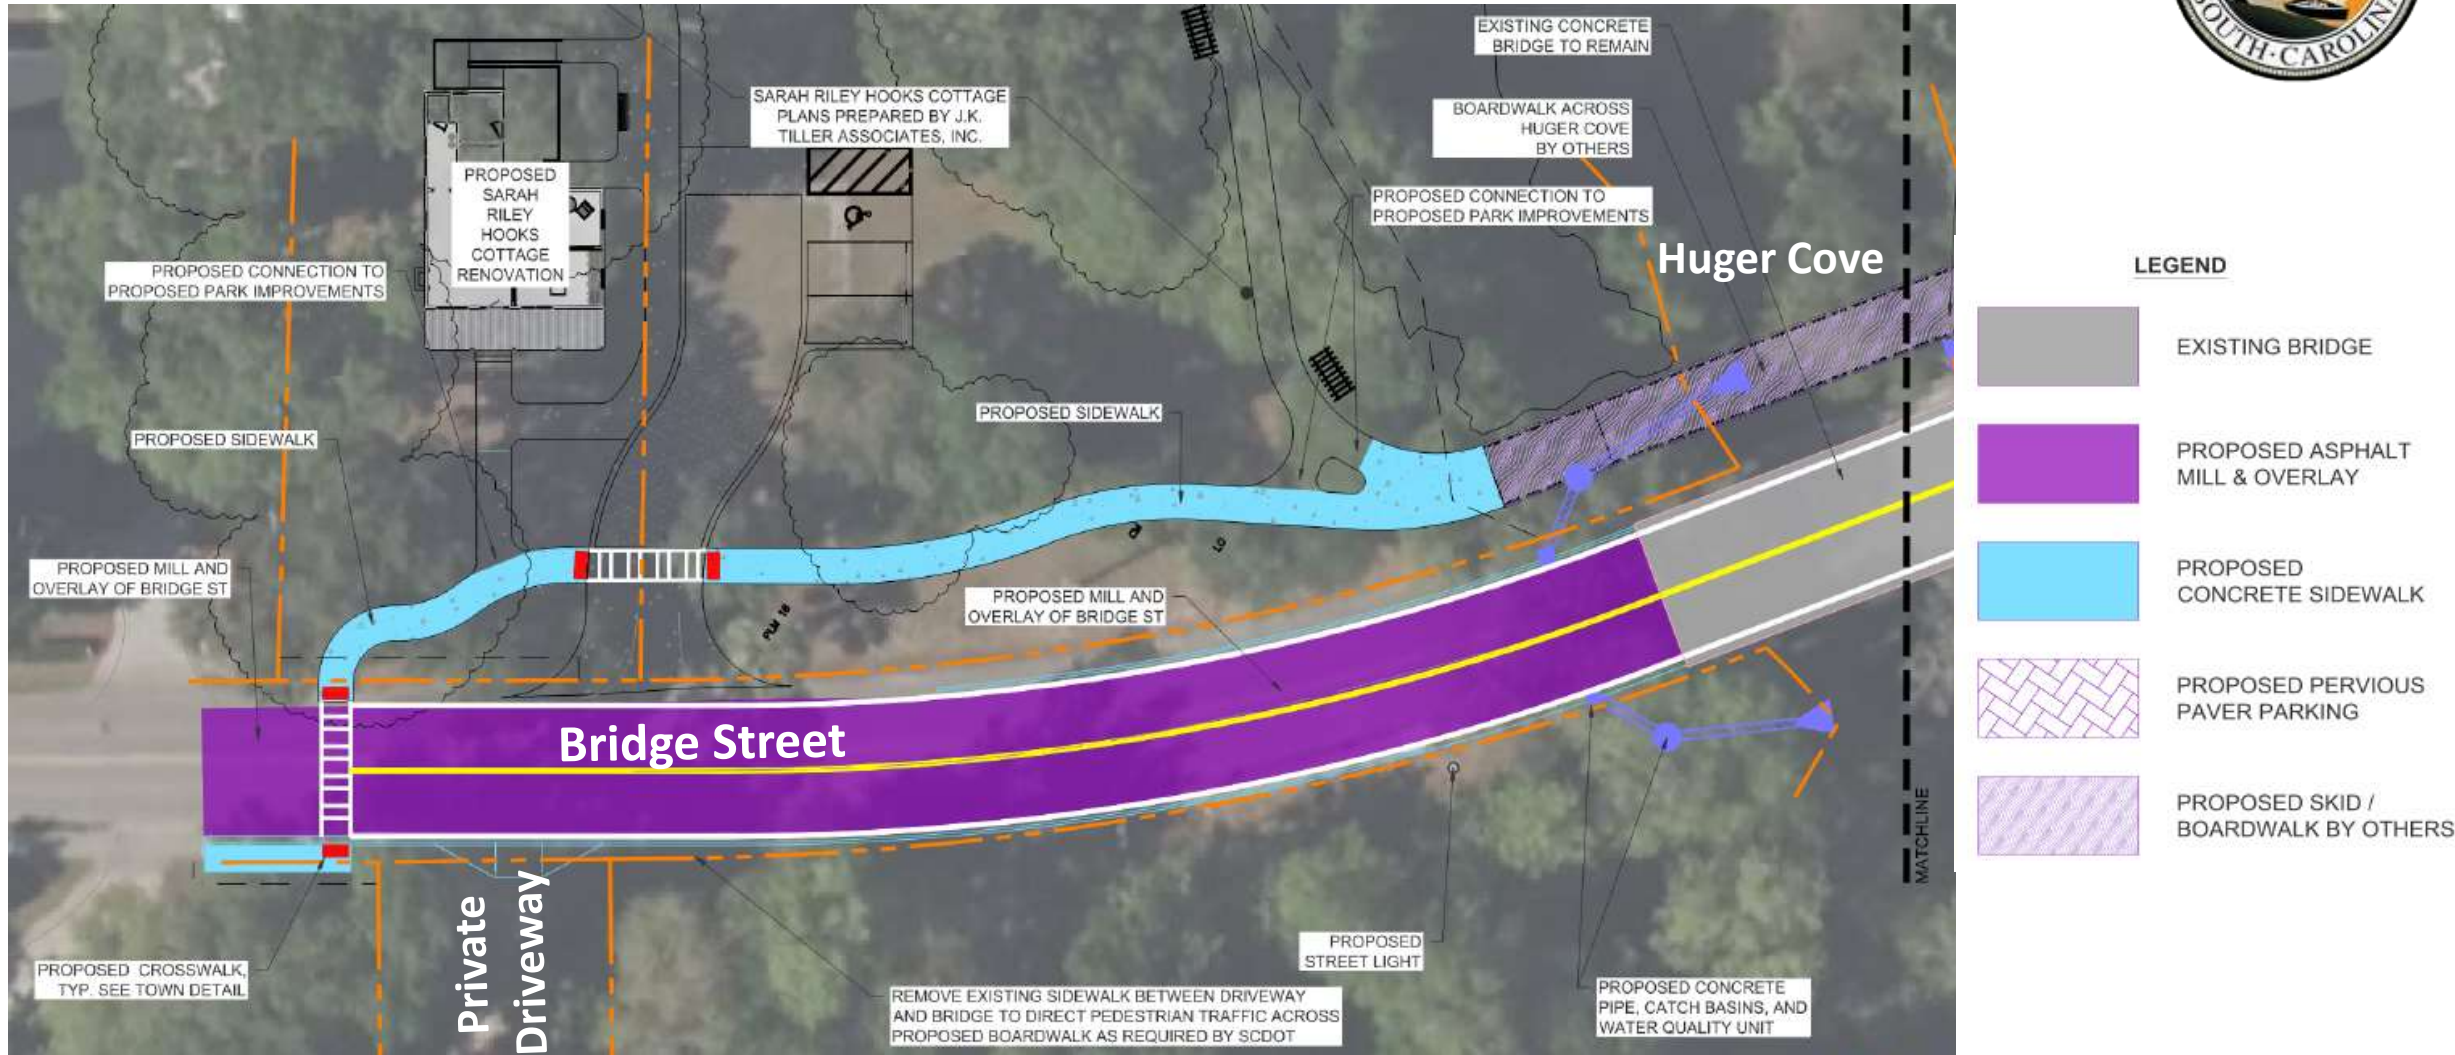 SOUTH·CAROLINA
EXISTING CONCRETE
BRIDGE TO REMAIN
SARAH RILEY HOOKS COTTAGE
PLANS PREPARED BY J.K.
TILLER ASSOCIATES, INC.
BOARDWALK ACROSS
HUGER COVE
BY OTHERS
PROPOSED
SARAH
RILEY
HOOKS
COTTAGE
RENOVATION
PROPOSED CONNECTION TO
PROPOSED PARK IMPROVEMENTS
Huger Cove
PROPOSED CONNECTION TO
PROPOSED PARK IMPROVEMENTS
PROPOSED SIDEWALK
PROPOSED SIDEWALK
LO
PROPOSED MILL AND
OVERLAY OF BRIDGE ST
PROPOSED MILL AND
OVERLAY OF BRIDGE ST
PLM 16
Bridge Street
MATCHLINE
Private
Driveway
PROPOSED CROSSWALK,
TYP. SEE TOWN DETAIL
PROPOSED
STREET LIGHT
REMOVE EXISTING SIDEWALK BETWEEN DRIVEWAY
AND BRIDGE TO DIRECT PEDESTRIAN TRAFFIC ACROSS
PROPOSED BOARDWALK AS REQUIRED BY SCDOT
PROPOSED CONCRETE
PIPE, CATCH BASINS, AND
WATER QUALITY UNIT
LEGEND
EXISTING BRIDGE
PROPOSED ASPHALT
MILL & OVERLAY
PROPOSED
CONCRETE SIDEWALK
PROPOSED PERVIOUS
PAVER PARKING
PROPOSED SKID /
BOARDWALK BY OTHERS